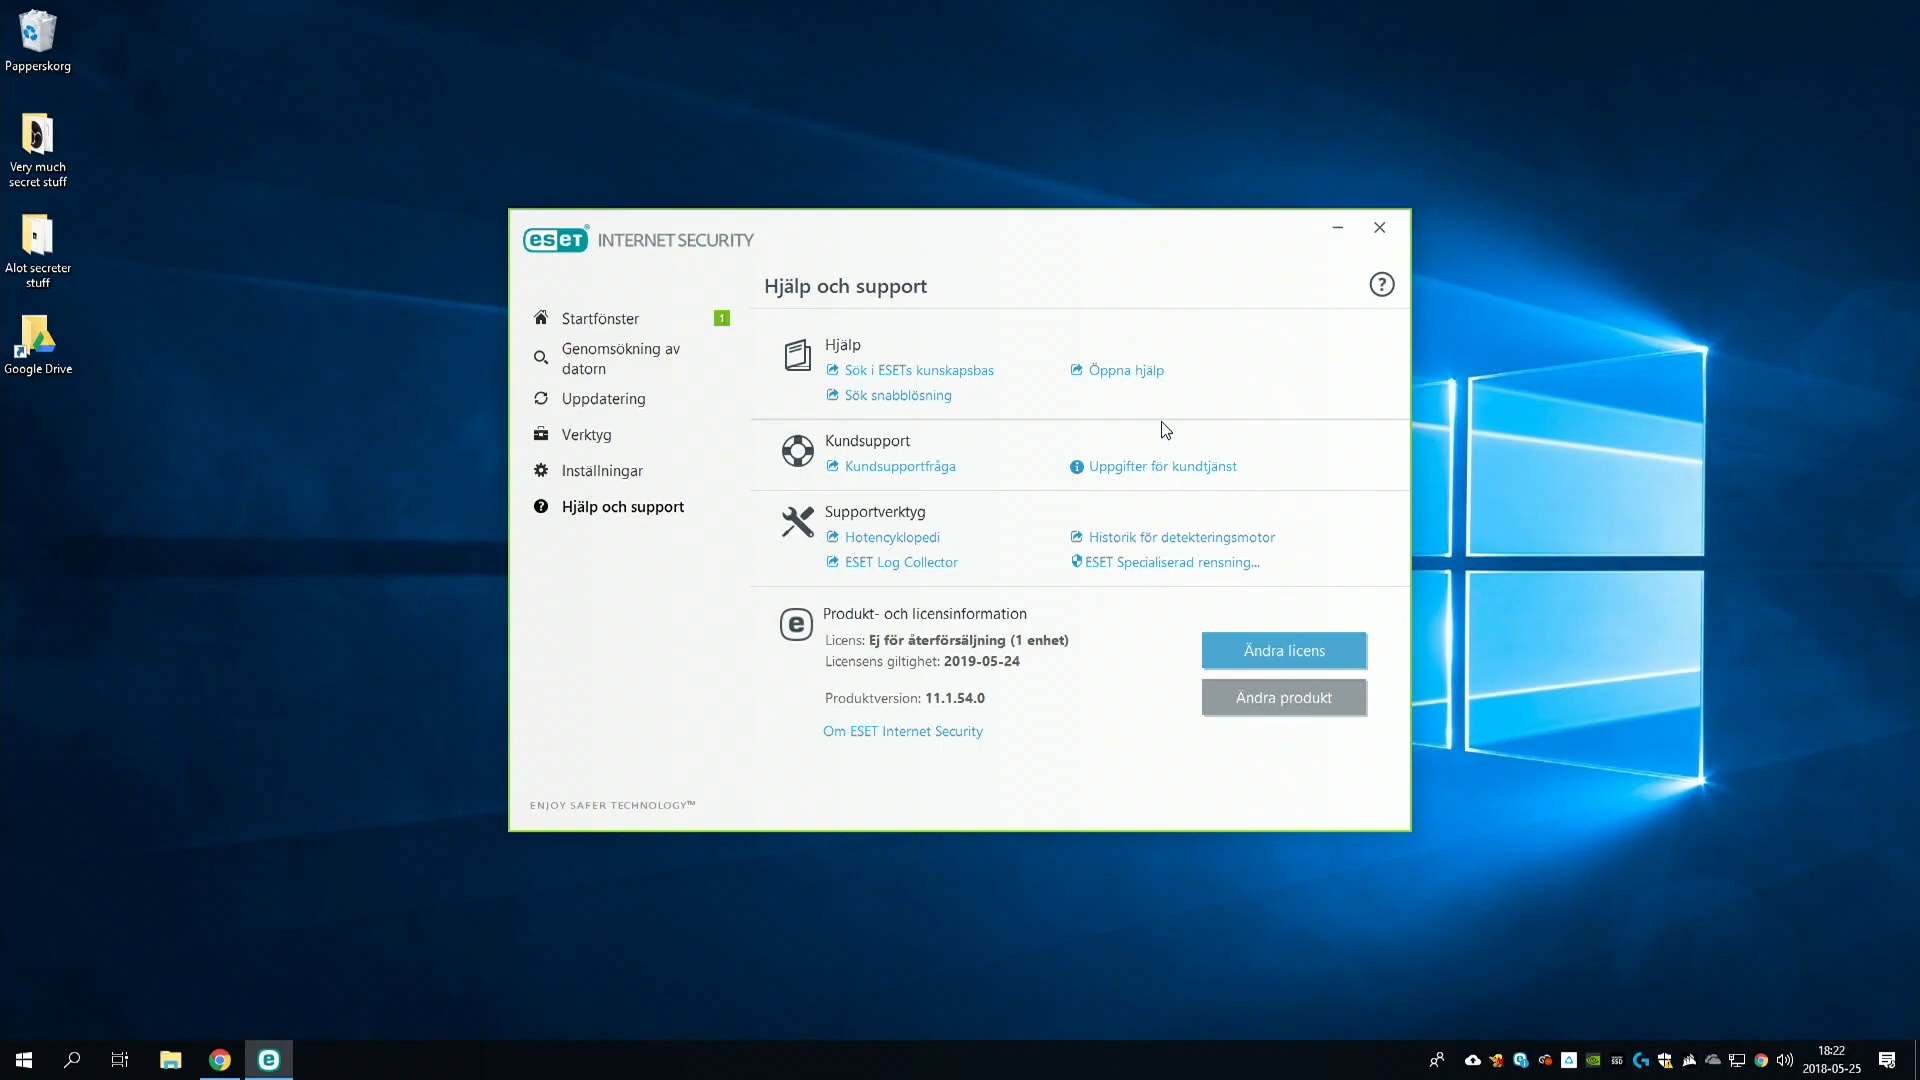 Papperskorg
Very much
secret stuff
Alot secreter
stuff
Google Drive
eset INTERNET SECURITY
Startfönster
1
Genomsökning av
datorn
Uppdatering
Verktyg
Inställningar
Hjälp och support
ENJOY SAFER TECHNOLOGY™
Hjälp och support
?
Hjälp
Sök i ESETs kunskapsbas
Öppna hjälp
Sök snabblösning
Kundsupport
Kundsupportfråga
Uppgifter för kundtjänst
Supportverktyg
Hotencyklopedi
Historik för detekteringsmotor
ESET Log Collector
ESET Specialiserad rensning...
Produkt- och licensinformation
Licens: Ej för återförsäljning (1 enhet)
Licensens giltighet: 2019-05-24
Produktversion: 11.1.54.0
Om ESET Internet Security
Ändra licens
Ändra produkt
18:22
2018-05-25